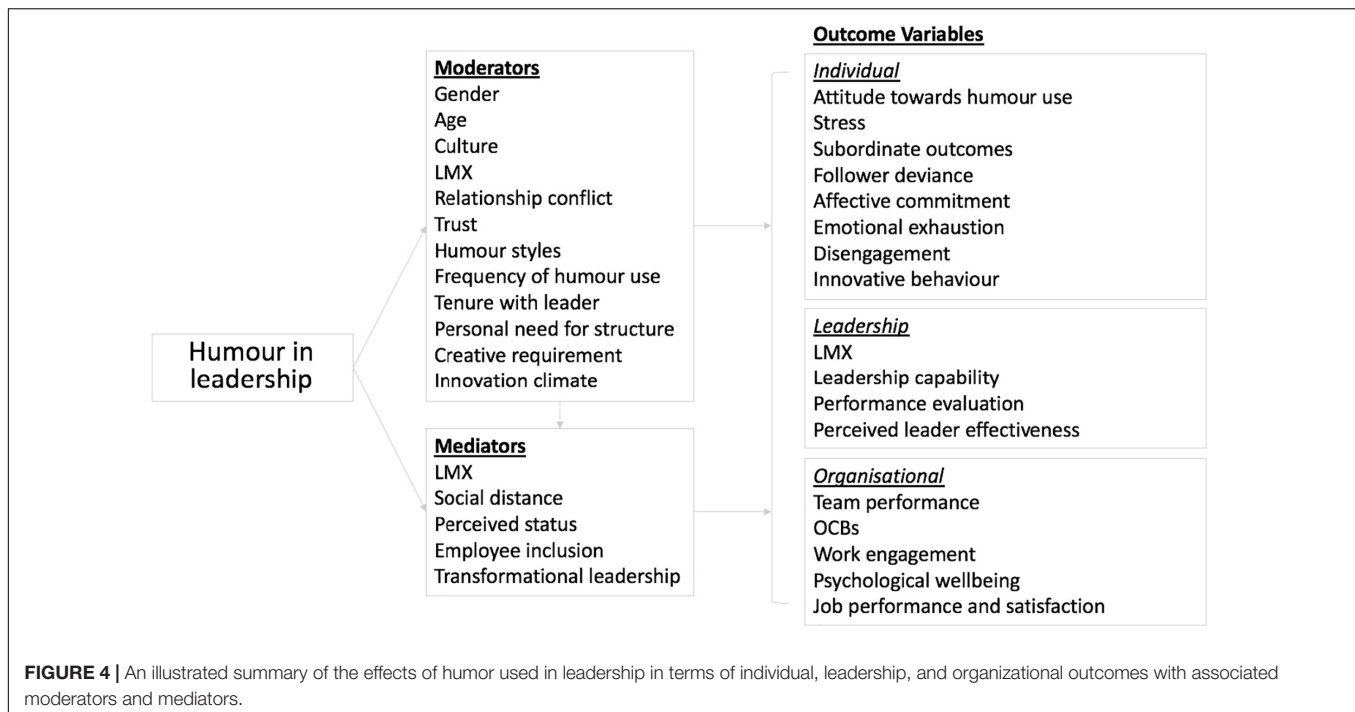 Humour in
leadership
Moderators
Gender
Age
Culture
LMX
Relationship conflict
Trust
Humour styles
Frequency of humour use
Tenure with leader
Personal need for structure
Creative requirement
Innovation climate
Mediators
LMX
Social distance
Perceived status
Employee inclusion
Transformational leadership
Outcome Variables
Individual
Attitude towards humour use
Stress
Subordinate outcomes
Follower deviance
Affective commitment
Emotional exhaustion
Disengagement
Innovative behaviour
Leadership
LMX
Leadership capability
Performance evaluation
Perceived leader effectiveness
Organisational
Team performance
OCBs
Work engagement
Psychological wellbeing
Job performance and satisfaction
FIGURE 4 | An illustrated summary of the effects of humor used in leadership in terms of individual, leadership, and organizational outcomes with associated
moderators and mediators.